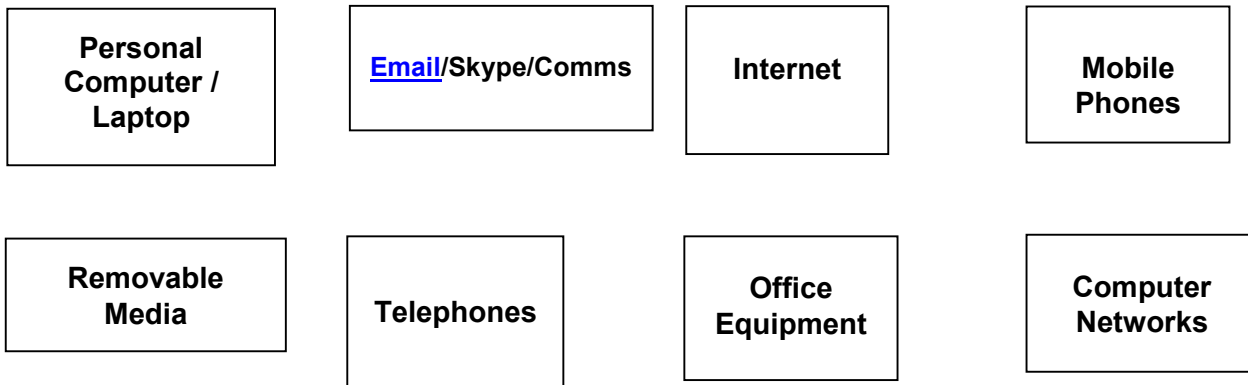 Personal
Computer /
Laptop
Email/Skype/Comms
Internet
Mobile
Phones
Removable
Media
Telephones
Office
Equipment
Computer
Networks